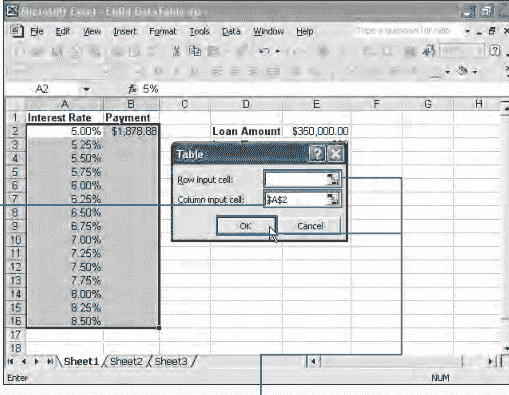 Microsoft Excel - Ch04 DataTable.xls
File Edit View Insert Format Tools Data Window Help Type a question for help
A2 fx 5%
A B C D E F G H
1 Interest Rate Payment
2 5.00% $1,878.88 Loan Amount $350,000.00
3 5.25%
4 5.50%
5 5.75%
6 6.00%
7 6.25%
8 6.50%
9 6.75%
10 7.00%
11 7.25%
12 7.50%
13 7.75%
14 8.00%
15 8.25%
16 8.50%
17
18
Table
Row input cell:
Column input cell: $A$2
OK Cancel
Sheet1 Sheet2 Sheet3
Enter NUM